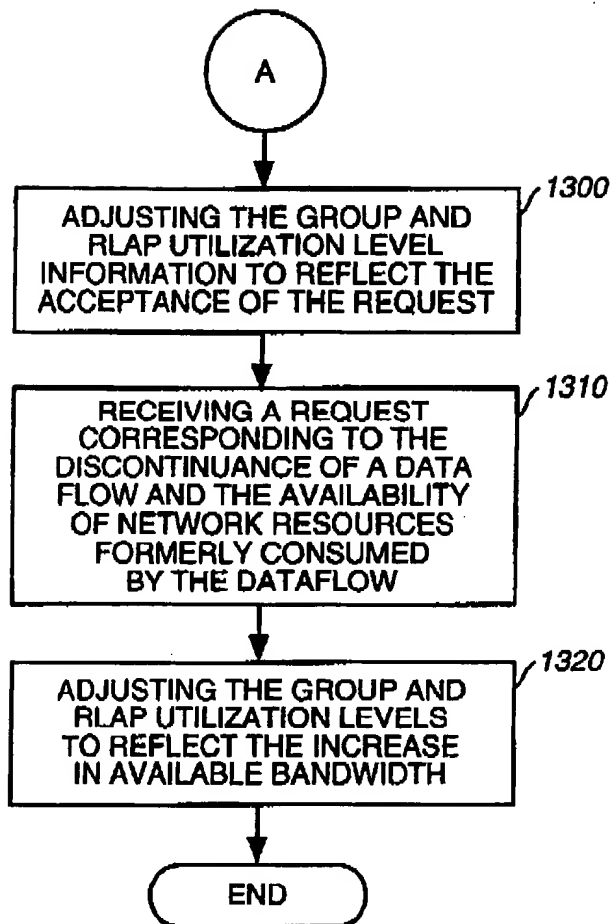 A
1300
ADJUSTING THE GROUP AND
RLAP UTILIZATION LEVEL
INFORMATION TO REFLECT THE
ACCEPTANCE OF THE REQUEST
1310
RECEIVING A REQUEST
CORRESPONDING TO THE
DISCONTINUANCE OF A DATA
FLOW AND THE AVAILABILITY
OF NETWORK RESOURCES
FORMERLY CONSUMED
BY THE DATAFLOW
1320
ADJUSTING THE GROUP AND
RLAP UTILIZATION LEVELS
TO REFLECT THE INCREASE
IN AVAILABLE BANDWIDTH
END